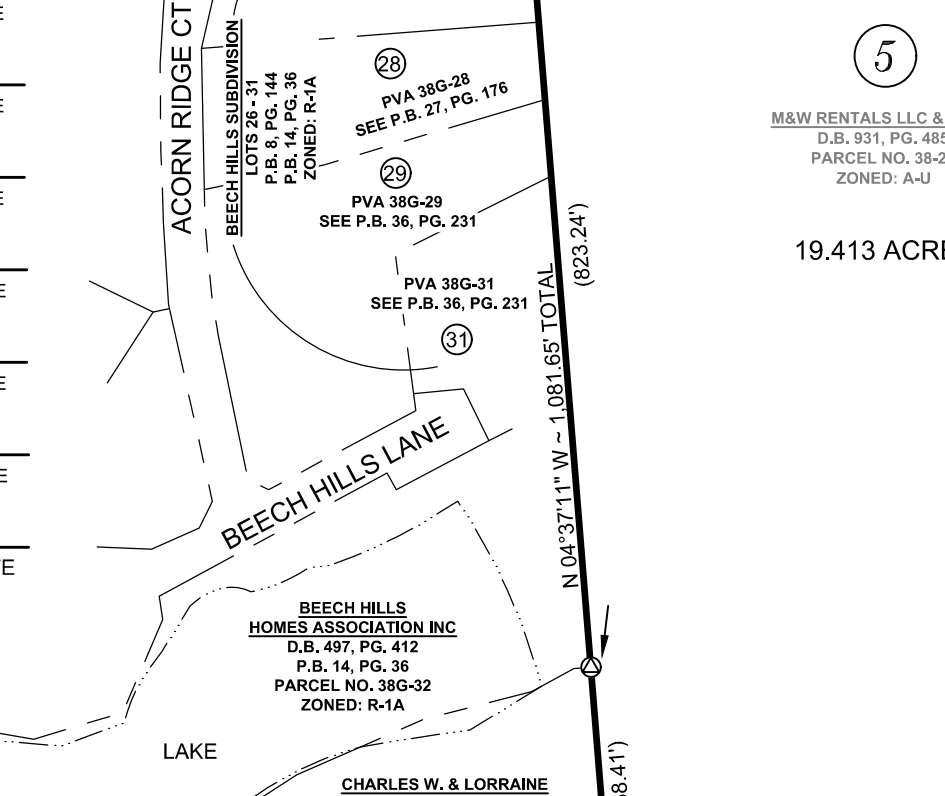 ACORN RIDGE CT
BEECH HILLS SUBDIVISION
LOTS 26 - 31
P.B. 8, PG. 144
P.B. 14, PG. 36
ZONED: R-1A
28
PVA 38G-28
SEE P.B. 27, PG. 176
29
PVA 38G-29
SEE P.B. 36, PG. 231
PVA 38G-31
SEE P.B. 36, PG. 231
31
BEECH HILLS LANE
N 04°37'11" W ~ 1,081.65' TOTAL
(823.24')
5
M&W RENTALS LLC &
D.B. 931, PG. 485
PARCEL NO. 38-2
ZONED: A-U
19.413 ACRE
BEECH HILLS
HOMES ASSOCIATION INC
D.B. 497, PG. 412
P.B. 14, PG. 36
PARCEL NO. 38G-32
ZONED: R-1A
LAKE
CHARLES W. & LORRAINE
8.41')